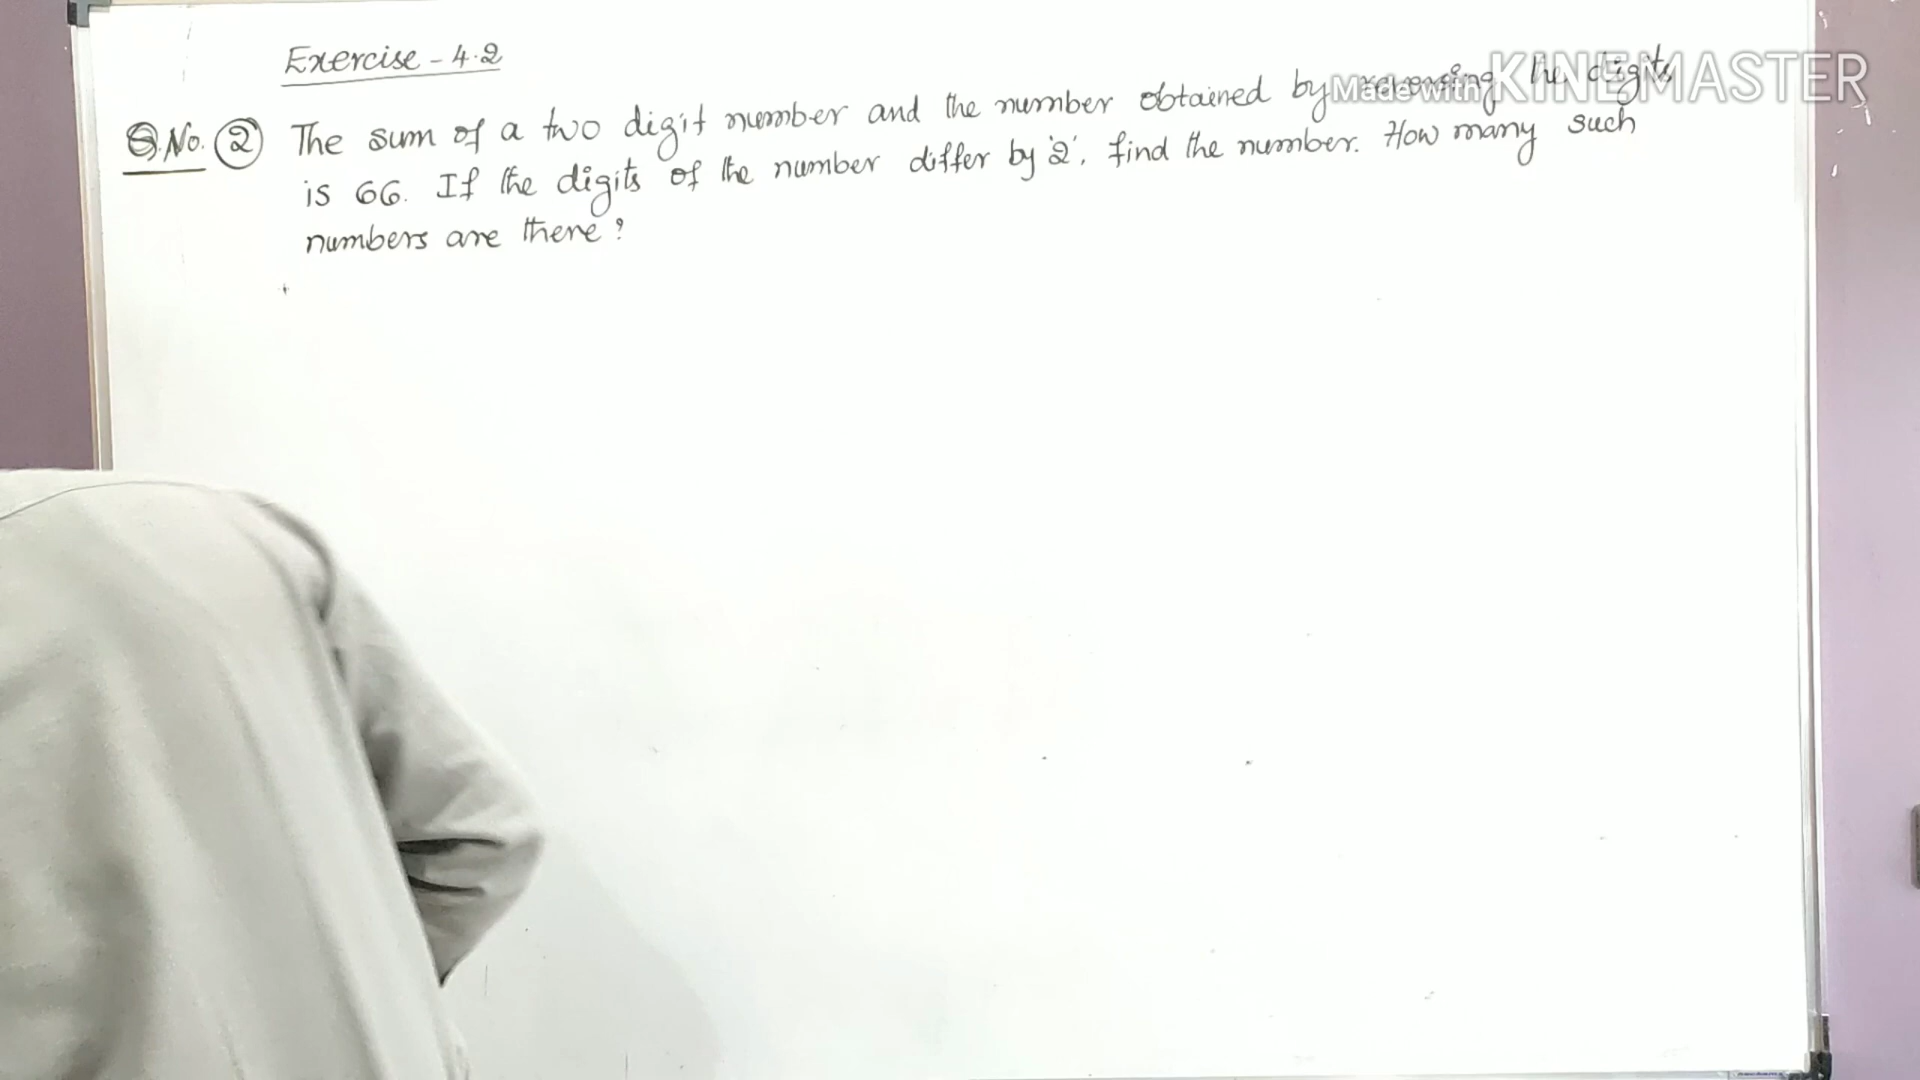 Exercise - 4.2
Q.No. 2 The sum of a two digit number and the number obtained by reversing the digits
is 66. If the digits of the number differ by '2', find the number. How many such
numbers are there?
Made with KINEMASTER